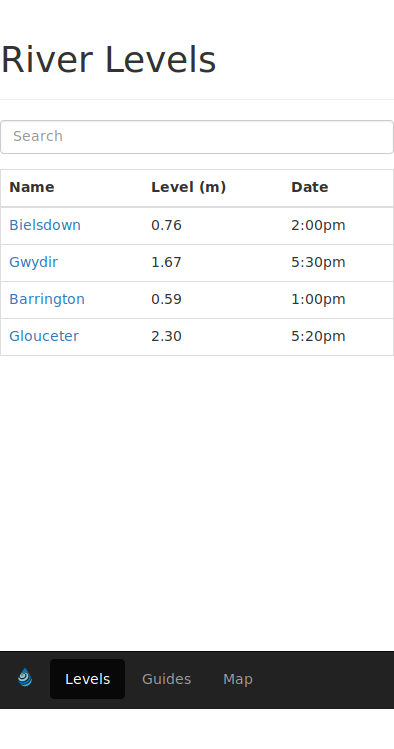 River Levels
Search
Name Level (m) Date
Bielsdown 0.76 2:00pm
Gwydir 1.67 5:30pm
Barrington 0.59 1:00pm
Glouceter 2.30 5:20pm
Levels Guides Map